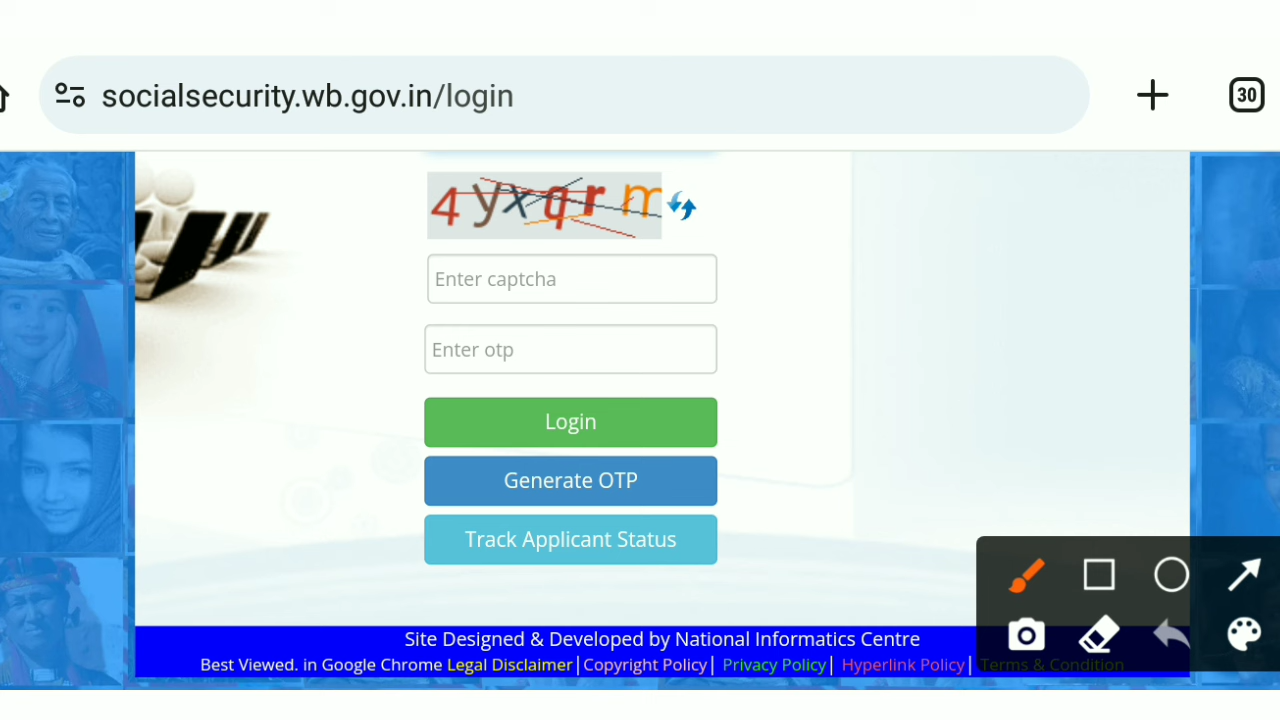 socialsecurity.wb.gov.in/login
30
4yxqrm
Enter captcha
Enter otp
Login
Generate OTP
Track Applicant Status
Site Designed & Developed by National Informatics Centre
Best Viewed. in Google Chrome Legal Disclaimer| Copyright Policy| Privacy Policy| Hyperlink Policy| Terms & Condition